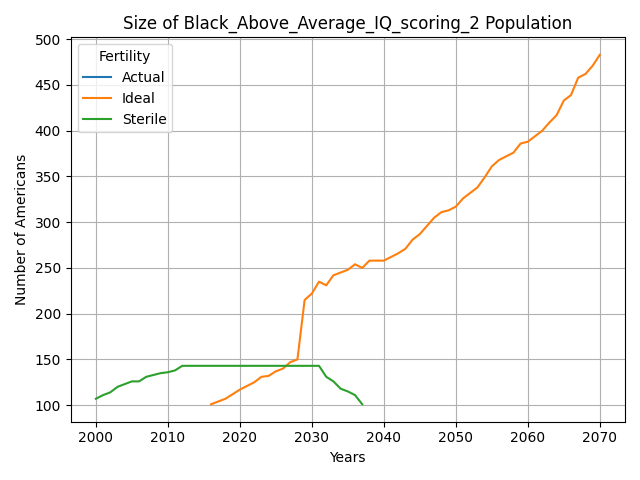 Size of Black_Above_Average_IQ_scoring_2 Population
Fertility
Actual
Ideal
Sterile
Number of Americans
500
450
400
350
300
250
200
150
100
2000 2010 2020 2030 2040 2050 2060 2070
Years